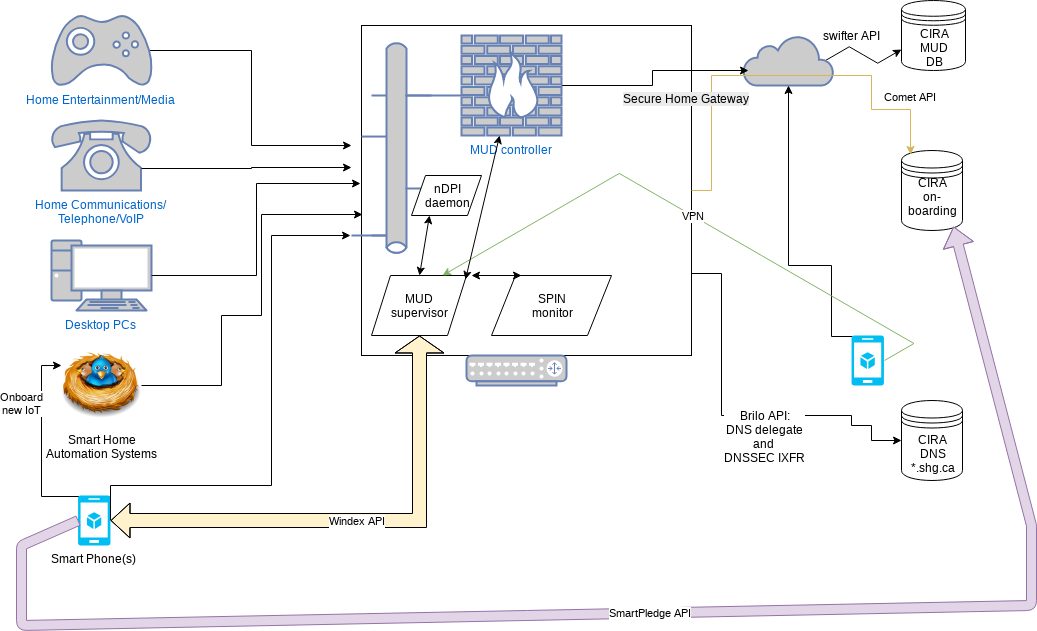 swifter API
CIRA
MUD
DB
Home Entertainment/Media
Secure Home Gateway
Comet API
MUD controller
Home Communications/
Telephone/VoIP
nDPI
daemon
CIRA
on-
boarding
VPN
MUD
supervisor
SPIN
monitor
Desktop PCs
Onboard
new IoT
Smart Home
Automation Systems
Brilo API:
DNS delegate
and
DNSSEC IXFR
CIRA
DNS
*.shg.ca
Windex API
Smart Phone(s)
SmartPledge API